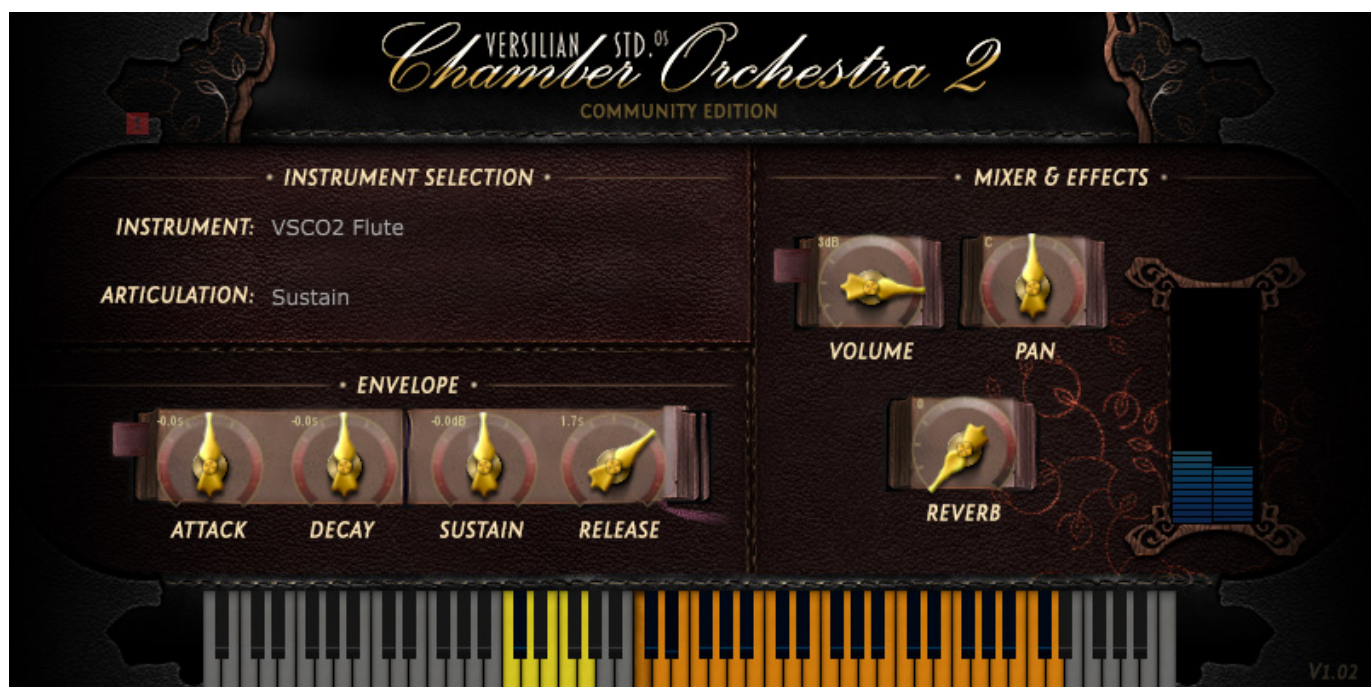 VERSILIAN STD.OS
Chamber Orchestra 2
COMMUNITY EDITION
• INSTRUMENT SELECTION •
INSTRUMENT: VSCO2 Flute
ARTICULATION: Sustain
• MIXER & EFFECTS •
3dB C
VOLUME PAN
0
REVERB
• ENVELOPE •
-0.0s -0.0s -0.0dB 1.7s
ATTACK DECAY SUSTAIN RELEASE
V1.02